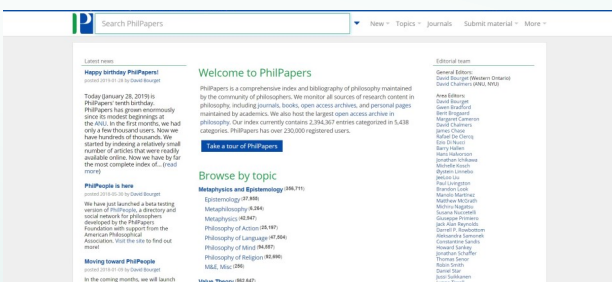 Search PhilPapers
New
Topics
Journals
Submit material
More
Latest news
Happy birthday PhilPapers!
posted 2019-01-28 by David Bourget
Today (January 28, 2019) is
PhilPapers' tenth birthday.
PhilPapers has grown enormously
since its modest beginnings at
the ANU. In the first months, we had
only a few thousand users. Now we
have hundreds of thousands. We
started by indexing a relatively small
number of articles that were readily
available online. Now we have by far
the most complete index of... (read
more)
PhilPeople is here
by David Bourget
We have just launched a beta testing
version of PhilPeople, a directory and
social network for philosophers
developed by the PhilPapers
Foundation with support from the
American Philosophical
Association. Visit the site to find out
more!
Moving toward PhilPeople
posted 2018-01-09 by David Bourget
In the coming months, we will launch
Welcome to PhilPapers
PhilPapers is a comprehensive index and bibliography of philosophy maintained
by the community of philosophers. We monitor all sources of research content in
philosophy, including journals, books, open access archives, and personal pages
maintained by academics. We also host the largest open access archive in
philosophy. Our index currently contains 2,394,367 entries categorized in 5,438
categories. PhilPapers has over 230,000 registered users.
Take a tour of PhilPapers
Browse by topic
Metaphysics and Epistemology
Epistemology
Metaphilosophy
Metaphysics
Philosophy of Action
Philosophy of Language
Philosophy of Mind
Philosophy of Religion
M&E, Misc
Value Theory
Editorial team
General Editors:
David Bourget (Western Ontario)
David Chalmers (ANU, NYU)
Area Editors:
David Bourget
Gwen Bradford
Berit Brogaard
Margaret Cameron
David Chalmers
James Chase
Rafael De Clercq
Ezio Di Nucci
Barry Hallen
Hans Halvorson
Jonathan Ichikawa
Michelle Kosch
Øystein Linnebo
JeeLoo Liu
Paul Livingston
Brandon Look
Manolo Martínez
Matthew McGrath
Michiru Nagatsu
Susana Nuccetelli
Giuseppe Primiero
Jack Alan Reynolds
Darrell P. Rowbottom
Aleksandra Samonek
Constantine Sandis
Howard Sankey
Jonathan Schaffer
Thomas Senor
Robin Smith
Daniel Star
Jussi Suikkanen